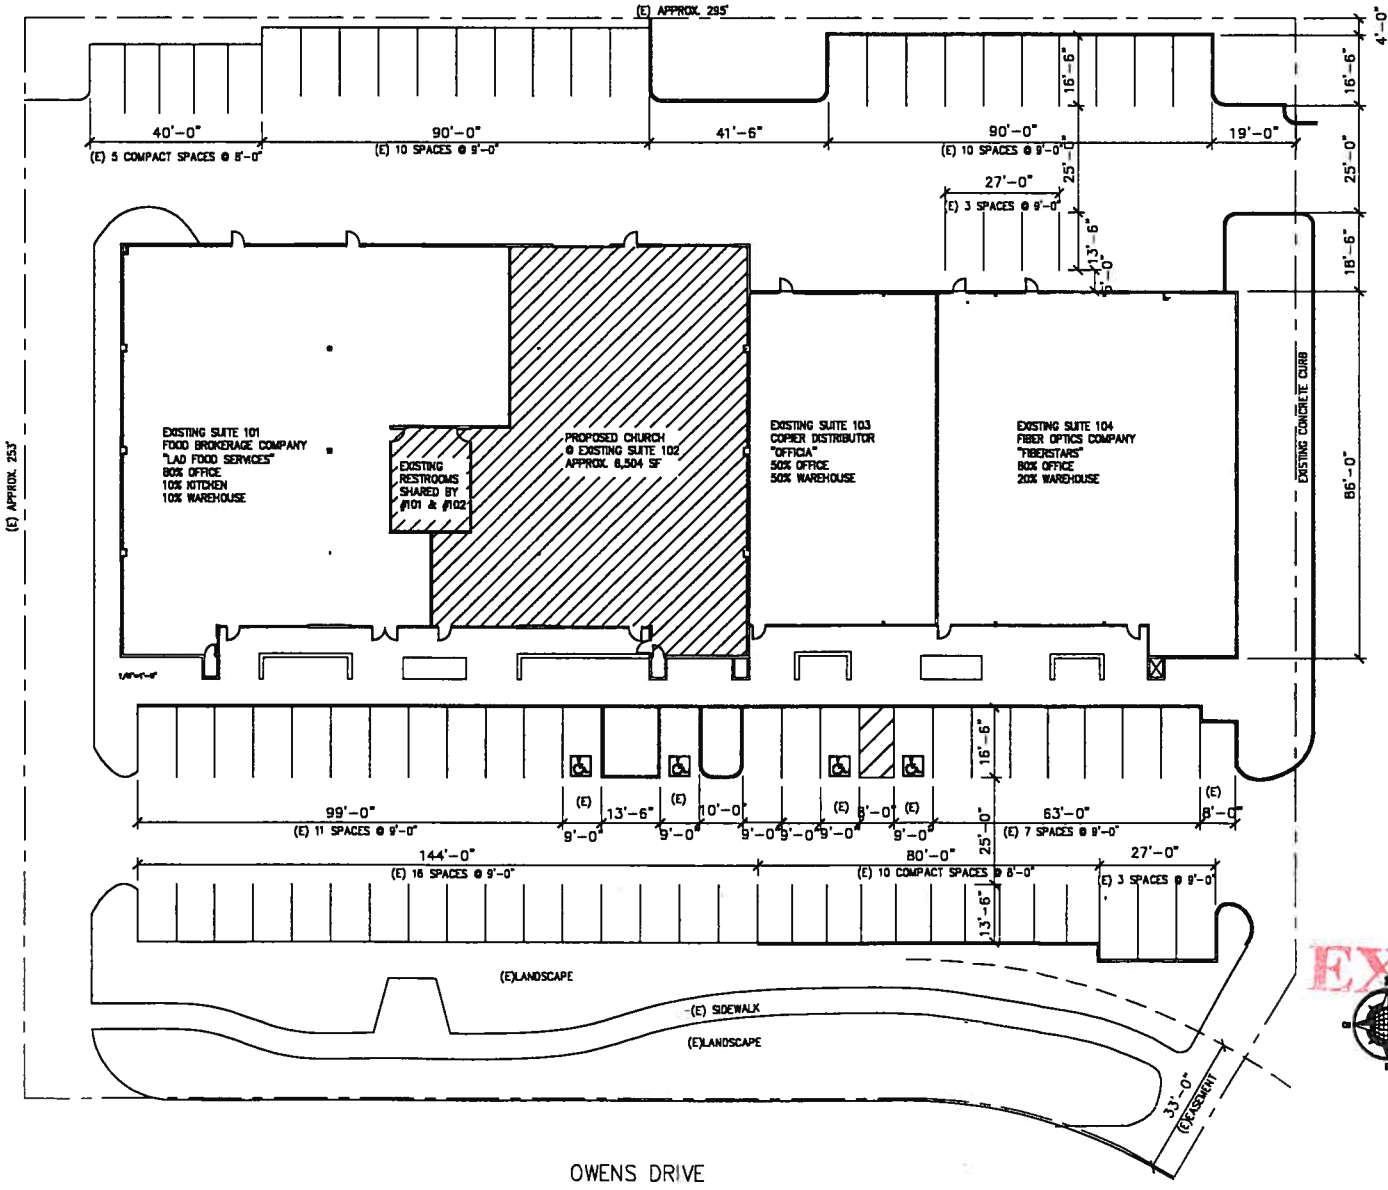 (E) APPROX. 295'
4'-0"
16'-6"
16'-6"
40'-0"
90'-0"
41'-6"
90'-0"
19'-0"
(E) 5 COMPACT SPACES @ 8'-0"
(E) 10 SPACES @ 9'-0"
(E) 10 SPACES @ 9'-0"
25'-0"
25'-0"
27'-0"
(E) 3 SPACES @ 9'-0"
13'-6"
5'-0"
18'-6"
(E) APPROX. 253'
EXISTING SUITE 101
FOOD BROKERAGE COMPANY
"LAD FOOD SERVICES"
80% OFFICE
10% KITCHEN
10% WAREHOUSE
EXISTING
RESTROOMS
SHARED BY
#101 & #102
PROPOSED CHURCH
@ EXISTING SUITE 102
APPROX. 8,504 SF
EXISTING SUITE 103
COPIER DISTRIBUTOR
"OFFICIA"
50% OFFICE
50% WAREHOUSE
EXISTING SUITE 104
FIBER OPTICS COMPANY
"FIBERSTARS"
80% OFFICE
20% WAREHOUSE
EXISTING CONCRETE CURB
86'-0"
1/8"=1'-0"
16'-6"
99'-0"
(E)
13'-6"
(E)
10'-0"
(E)
8'-0"
(E)
63'-0"
(E)
8'-0"
(E) 11 SPACES @ 9'-0"
9'-0"
9'-0"
9'-0"
9'-0"
9'-0"
9'-0"
(E) 7 SPACES @ 9'-0"
25'-0"
144'-0"
80'-0"
27'-0"
(E) 16 SPACES @ 9'-0"
(E) 10 COMPACT SPACES @ 8'-0"
(E) 3 SPACES @ 9'-0"
13'-6"
(E)LANDSCAPE
(E) SIDEWALK
(E)LANDSCAPE
33'-0"
(E)EASEMENT
EX
OWENS DRIVE